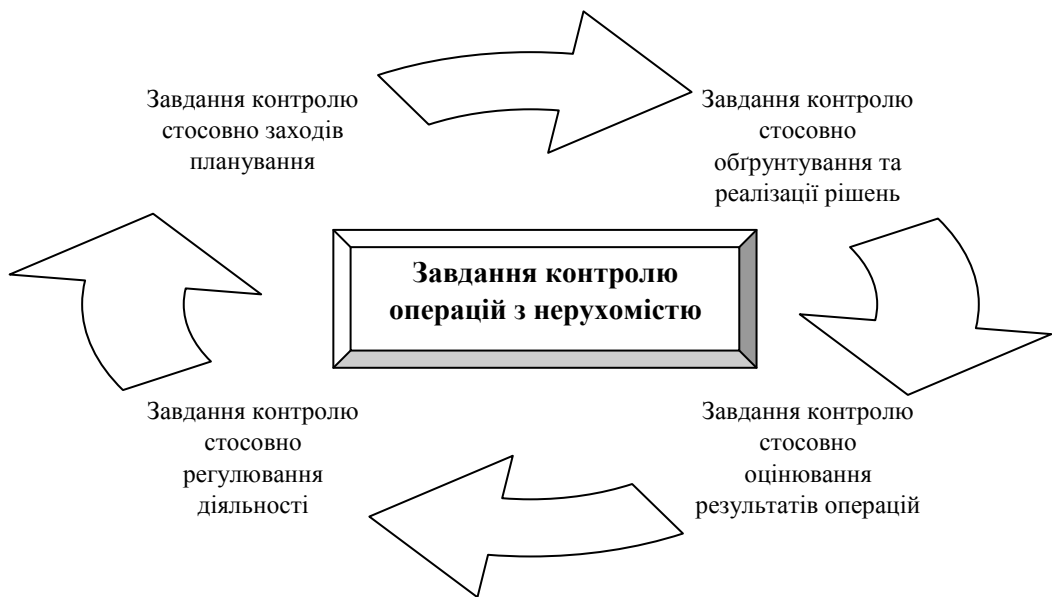 Завдання контролю
стосовно заходів
планування
Завдання контролю
стосовно
обґрунтування та
реалізації рішень
Завдання контролю
операцій з нерухомістю
Завдання контролю
стосовно
регулювання
діяльності
Завдання контролю
стосовно
оцінювання
результатів операцій